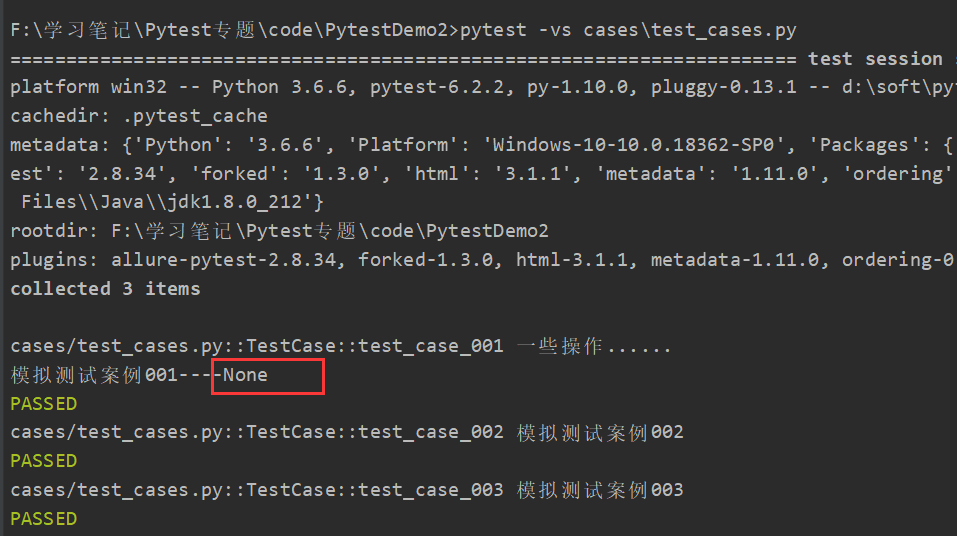 F:\学习笔记\Pytest专题\code\PytestDemo2>pytest -vs cases\test_cases.py
====================================================================== test session
platform win32 -- Python 3.6.6, pytest-6.2.2, py-1.10.0, pluggy-0.13.1 -- d:\soft\pyt
cachedir: .pytest_cache
metadata: {'Python': '3.6.6', 'Platform': 'Windows-10-10.0.18362-SP0', 'Packages': {
est': '2.8.34', 'forked': '1.3.0', 'html': '3.1.1', 'metadata': '1.11.0', 'ordering'
Files\\Java\\jdk1.8.0_212'}
rootdir: F:\学习笔记\Pytest专题\code\PytestDemo2
plugins: allure-pytest-2.8.34, forked-1.3.0, html-3.1.1, metadata-1.11.0, ordering-0
collected 3 items
cases/test_cases.py::TestCase::test_case_001 一些操作......
模拟测试案例001----None
PASSED
cases/test_cases.py::TestCase::test_case_002 模拟测试案例002
PASSED
cases/test_cases.py::TestCase::test_case_003 模拟测试案例003
PASSED